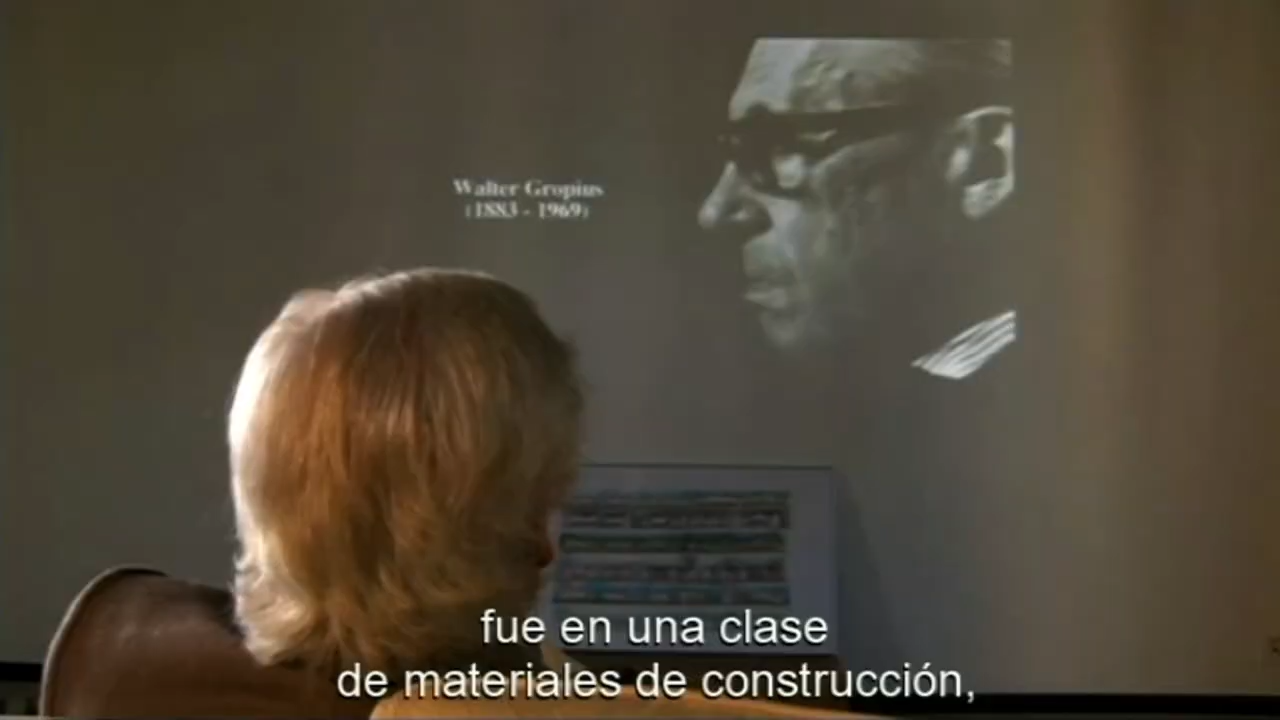 Walter Gropius
(1883 - 1969)
fue en una clase
de materiales de construcción,